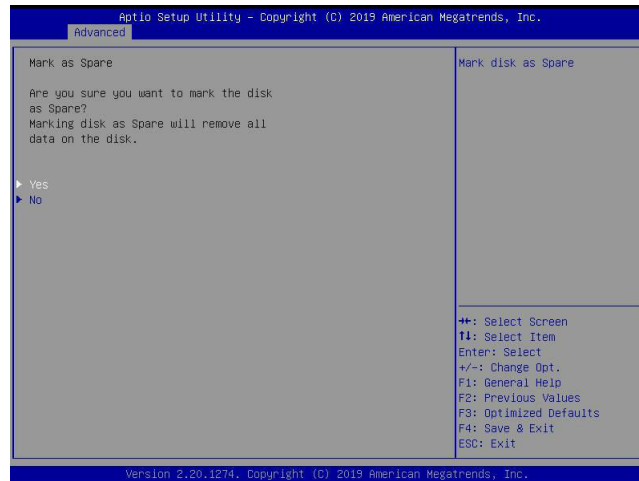 Aptio Setup Utility – Copyright (C) 2019 American Megatrends, Inc.
Advanced
Mark as Spare
Are you sure you want to mark the disk
as Spare?
Marking disk as Spare will remove all
data on the disk.
Yes
No
Mark disk as Spare
→←: Select Screen
↑↓: Select Item
Enter: Select
+/-: Change Opt.
F1: General Help
F2: Previous Values
F3: Optimized Defaults
F4: Save & Exit
ESC: Exit
Version 2.20.1274. Copyright (C) 2019 American Megatrends, Inc.